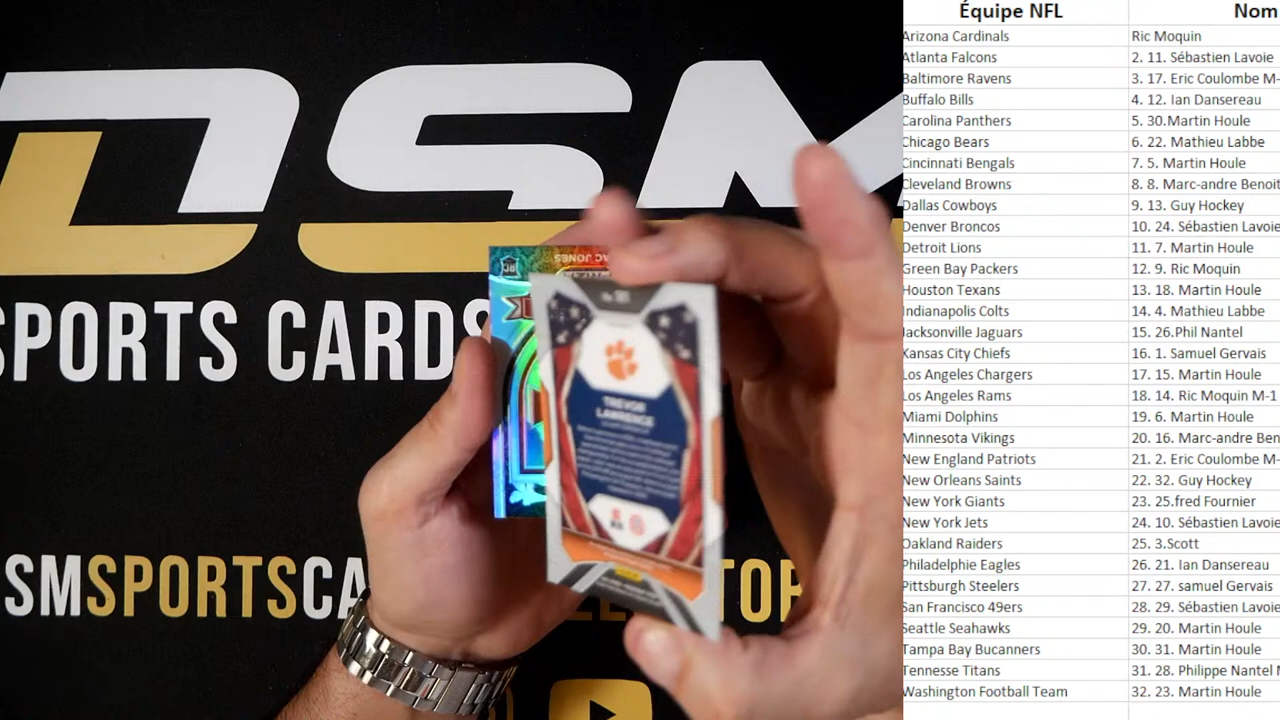 DSM
SPORTS CARDS
SMSPORTSCA
TOR
MAC JONES
RC
TREVOR
LAWRENCE
Équipe NFL Nom
Arizona Cardinals Ric Moquin
Atlanta Falcons 2. 11. Sébastien Lavoie
Baltimore Ravens 3. 17. Eric Coulombe M-
Buffalo Bills 4. 12. Ian Dansereau
Carolina Panthers 5. 30.Martin Houle
Chicago Bears 6. 22. Mathieu Labbe
Cincinnati Bengals 7. 5. Martin Houle
Cleveland Browns 8. 8. Marc-andre Benoit
Dallas Cowboys 9. 13. Guy Hockey
Denver Broncos 10. 24. Sébastien Lavoie
Detroit Lions 11. 7. Martin Houle
Green Bay Packers 12. 9. Ric Moquin
Houston Texans 13. 18. Martin Houle
Indianapolis Colts 14. 4. Mathieu Labbe
Jacksonville Jaguars 15. 26.Phil Nantel
Kansas City Chiefs 16. 1. Samuel Gervais
Los Angeles Chargers 17. 15. Martin Houle
Los Angeles Rams 18. 14. Ric Moquin M-1
Miami Dolphins 19. 6. Martin Houle
Minnesota Vikings 20. 16. Marc-andre Ben
New England Patriots 21. 2. Eric Coulombe M-
New Orleans Saints 22. 32. Guy Hockey
New York Giants 23. 25.fred Fournier
New York Jets 24. 10. Sébastien Lavoie
Oakland Raiders 25. 3.Scott
Philadelphie Eagles 26. 21. Ian Dansereau
Pittsburgh Steelers 27. 27. samuel Gervais
San Francisco 49ers 28. 29. Sébastien Lavoie
Seattle Seahawks 29. 20. Martin Houle
Tampa Bay Bucanners 30. 31. Martin Houle
Tennesse Titans 31. 28. Philippe Nantel M
Washington Football Team 32. 23. Martin Houle